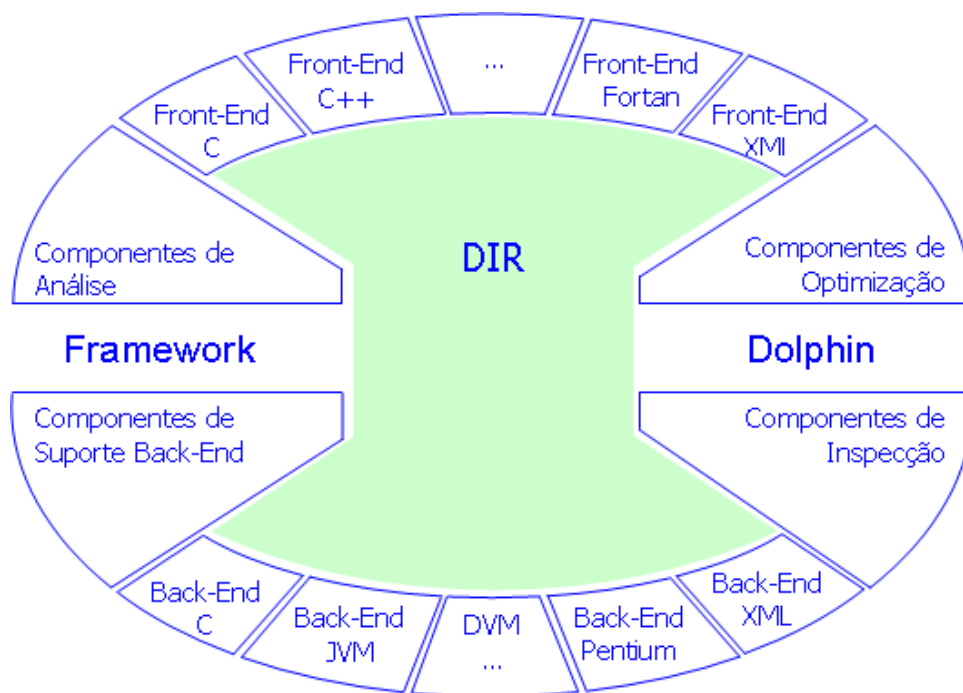 Front-End
C
Front-End
C++
...
Front-End
Fortan
Front-End
XMI
Componentes de
Análise
DIR
Componentes de
Optimização
Framework
Dolphin
Componentes de
Suporte Back-End
Componentes de
Inspecção
Back-End
C
Back-End
JVM
DVM
...
Back-End
Pentium
Back-End
XML